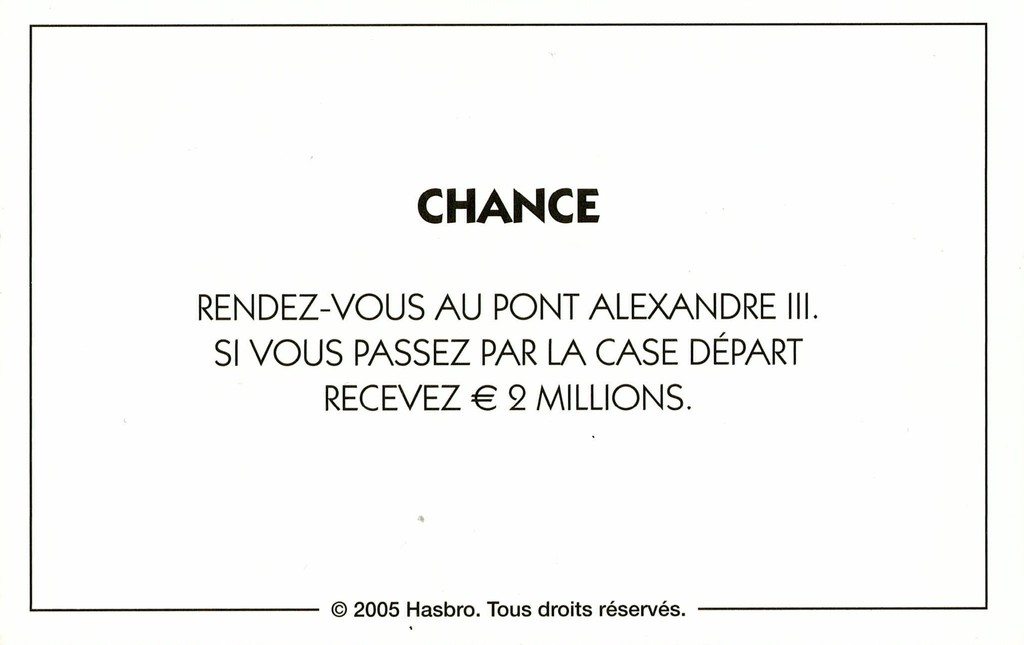 CHANCE
RENDEZ-VOUS AU PONT ALEXANDRE III.
SI VOUS PASSEZ PAR LA CASE DÉPART
RECEVEZ € 2 MILLIONS.
© 2005 Hasbro. Tous droits réservés.